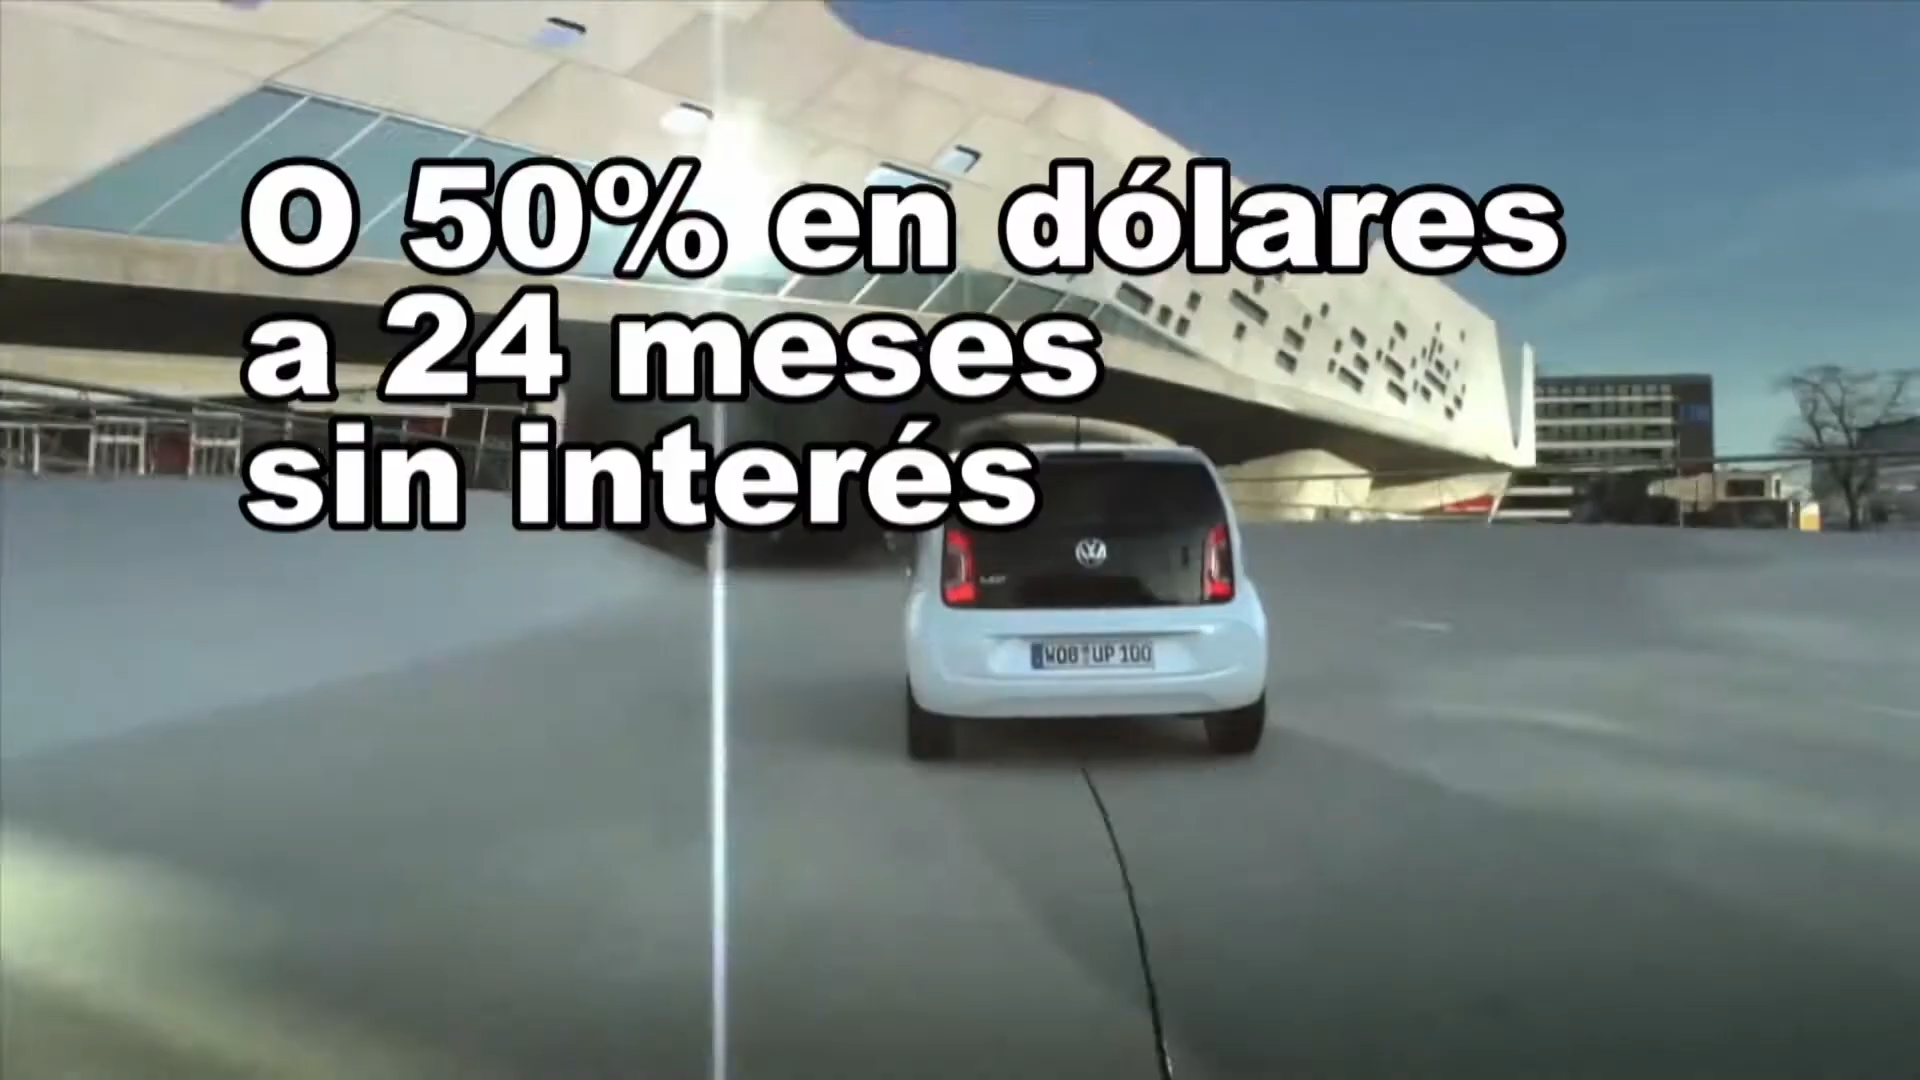 O 50% en dólares
a 24 meses
sin interés
WOB UP 100